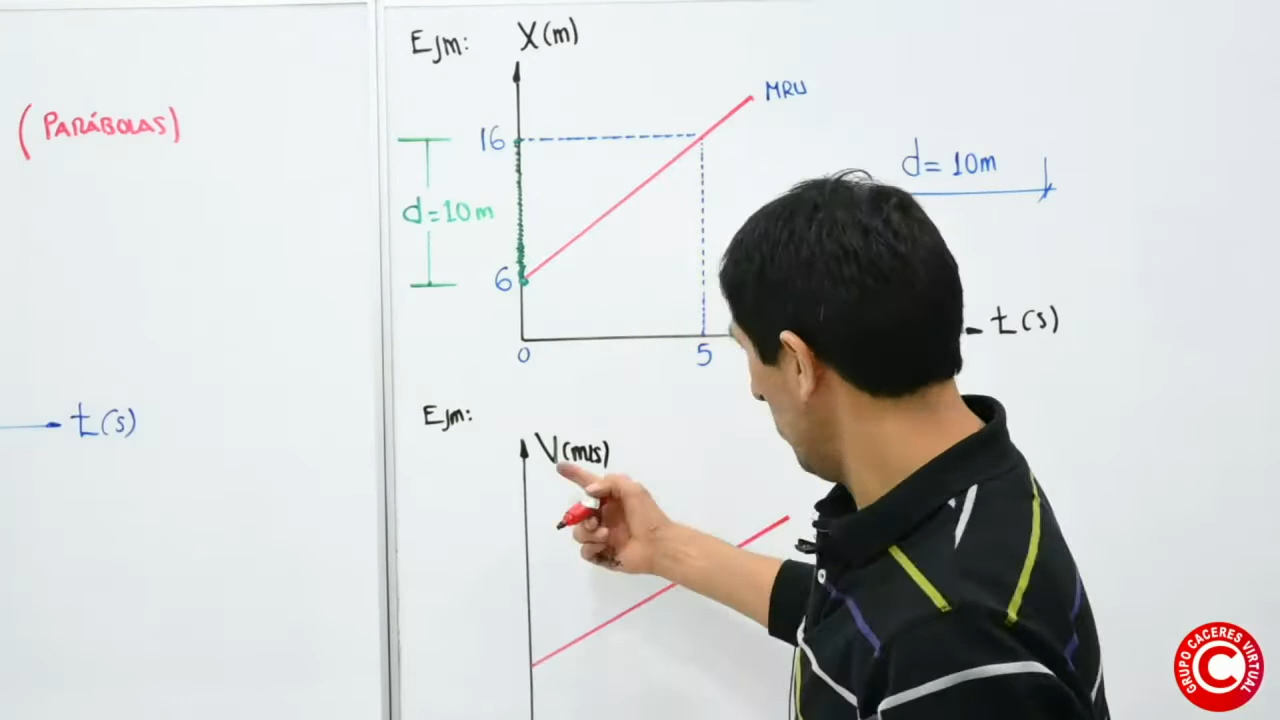 (PARÁBOLAS)
t(s)
EJm:
X(m)
MRU
16
d=10m
6
0
5
t(s)
d=10m
EJm:
V(m/s)
GRUPO CACERES VIRTUAL
C